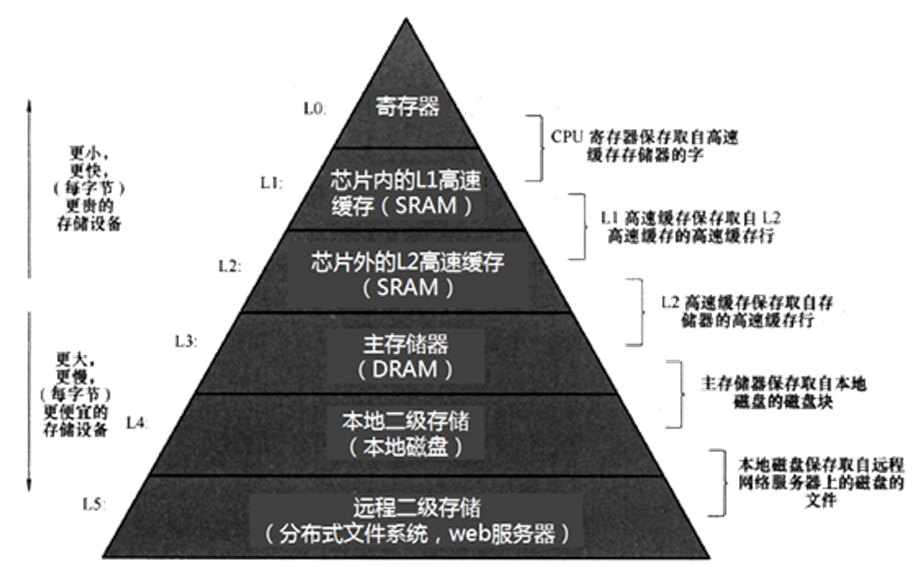 L0:
寄存器
CPU 寄存器保存取自高速
缓存存储器的字
更小，
更快，
（每字节）
更贵的
存储设备
L1:
芯片内的L1高速
缓存（SRAM）
L1 高速缓存保存取自 L2
高速缓存的高速缓存行
L2:
芯片外的L2高速缓存
（SRAM）
L2 高速缓存保存取自存
储器的高速缓存行
L3:
主存储器
（DRAM）
更大，
更慢，
（每字节）
更便宜的
存储设备
主存储器保存取自本地
磁盘的磁盘块
L4:
本地二级存储
（本地磁盘）
本地磁盘保存取自远程
网络服务器上的磁盘的
文件
L5:
远程二级存储
（分布式文件系统，web服务器）